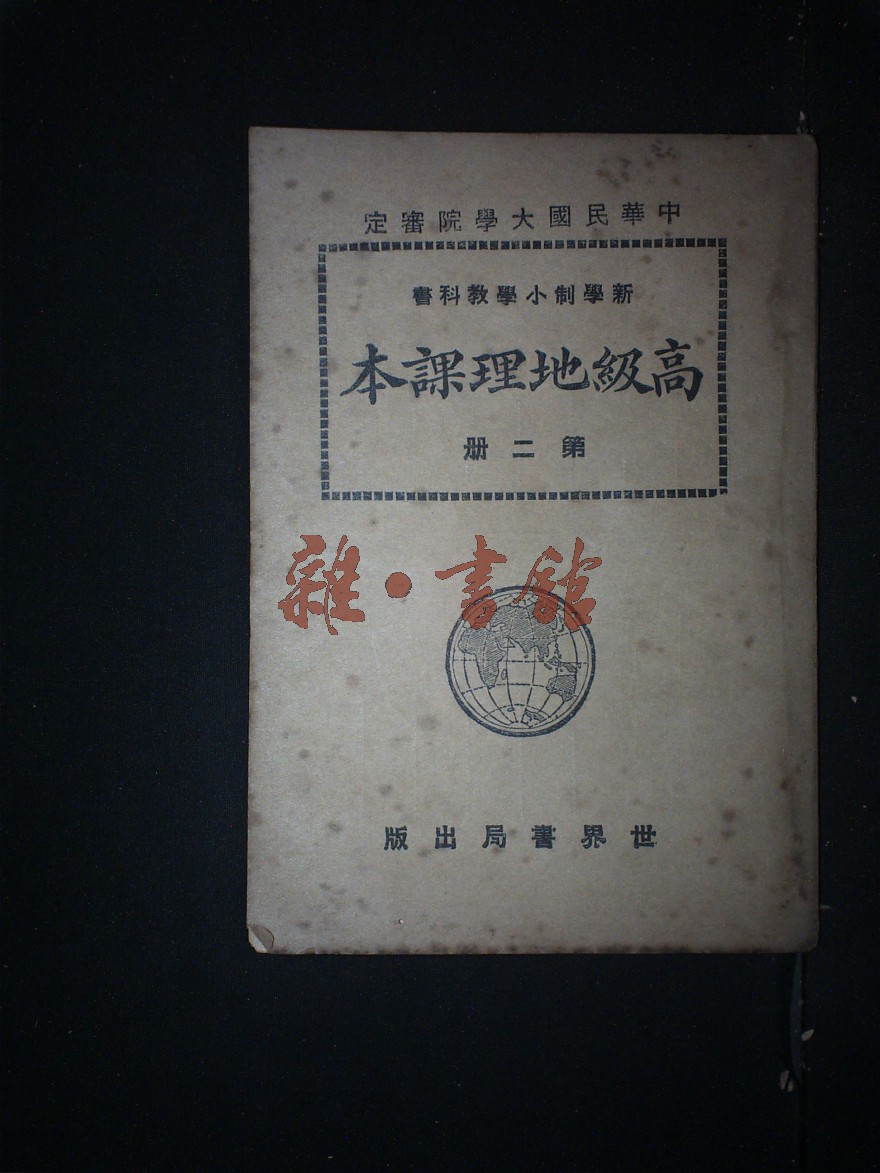 中華民國大學院審定
新學制小學教科書
高級地理課本
第二册
雜·書館
世界書局出版